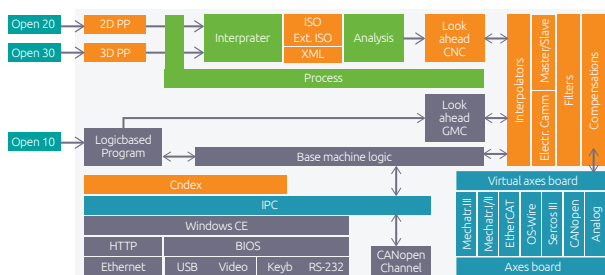 Open 20
2D PP
Interprater
ISO
Ext. ISO
XML
Analysis
Look
ahead
CNC
Open 30
3D PP
Process
Interpolators
Master/Slave
Electr. Camm
Filters
Compensations
Look
ahead
GMC
Open 10
Logicbased
Program
Base machine logic
Cndex
IPC
Windows CE
HTTP
BIOS
Ethernet
USB
Video
Keyb
RS-232
CANopen
Channel
Virtual axes board
Mechatr.III
Mechatr.I/II
EtherCAT
OS-Wire
Sercos III
CANopen
Analog
Axes board